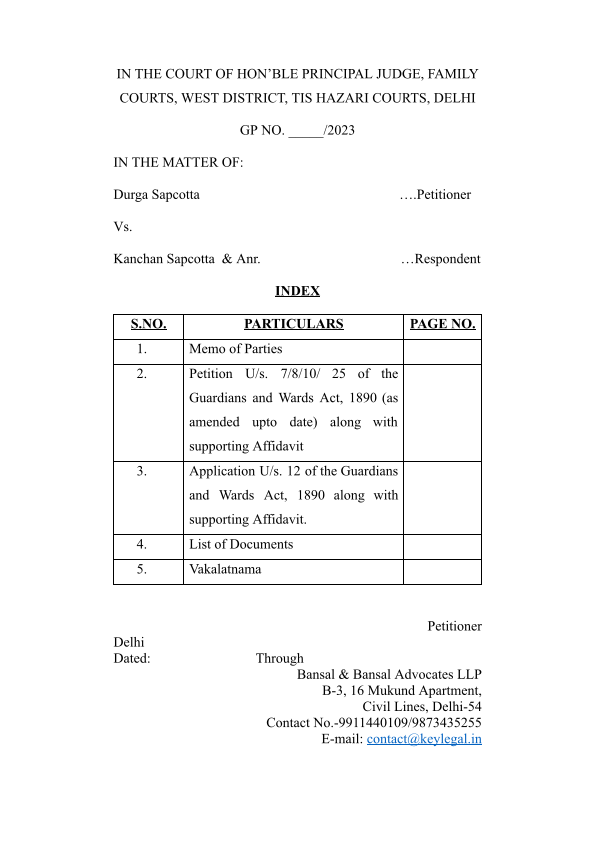 IN THE COURT OF HON’BLE PRINCIPAL JUDGE, FAMILY
COURTS, WEST DISTRICT, TIS HAZARI COURTS, DELHI
GP NO. _____/2023
IN THE MATTER OF:
Durga Sapcotta ….Petitioner
Vs.
Kanchan Sapcotta & Anr. …Respondent
INDEX
S.NO. PARTICULARS PAGE NO.
1. Memo of Parties
2. Petition U/s. 7/8/10/ 25 of the
Guardians and Wards Act, 1890 (as
amended upto date) along with
supporting Affidavit
3. Application U/s. 12 of the Guardians
and Wards Act, 1890 along with
supporting Affidavit.
4. List of Documents
5. Vakalatnama
Petitioner
Delhi
Dated: Through
Bansal & Bansal Advocates LLP
B-3, 16 Mukund Apartment,
Civil Lines, Delhi-54
Contact No.-9911440109/9873435255
E-mail: contact@keylegal.in